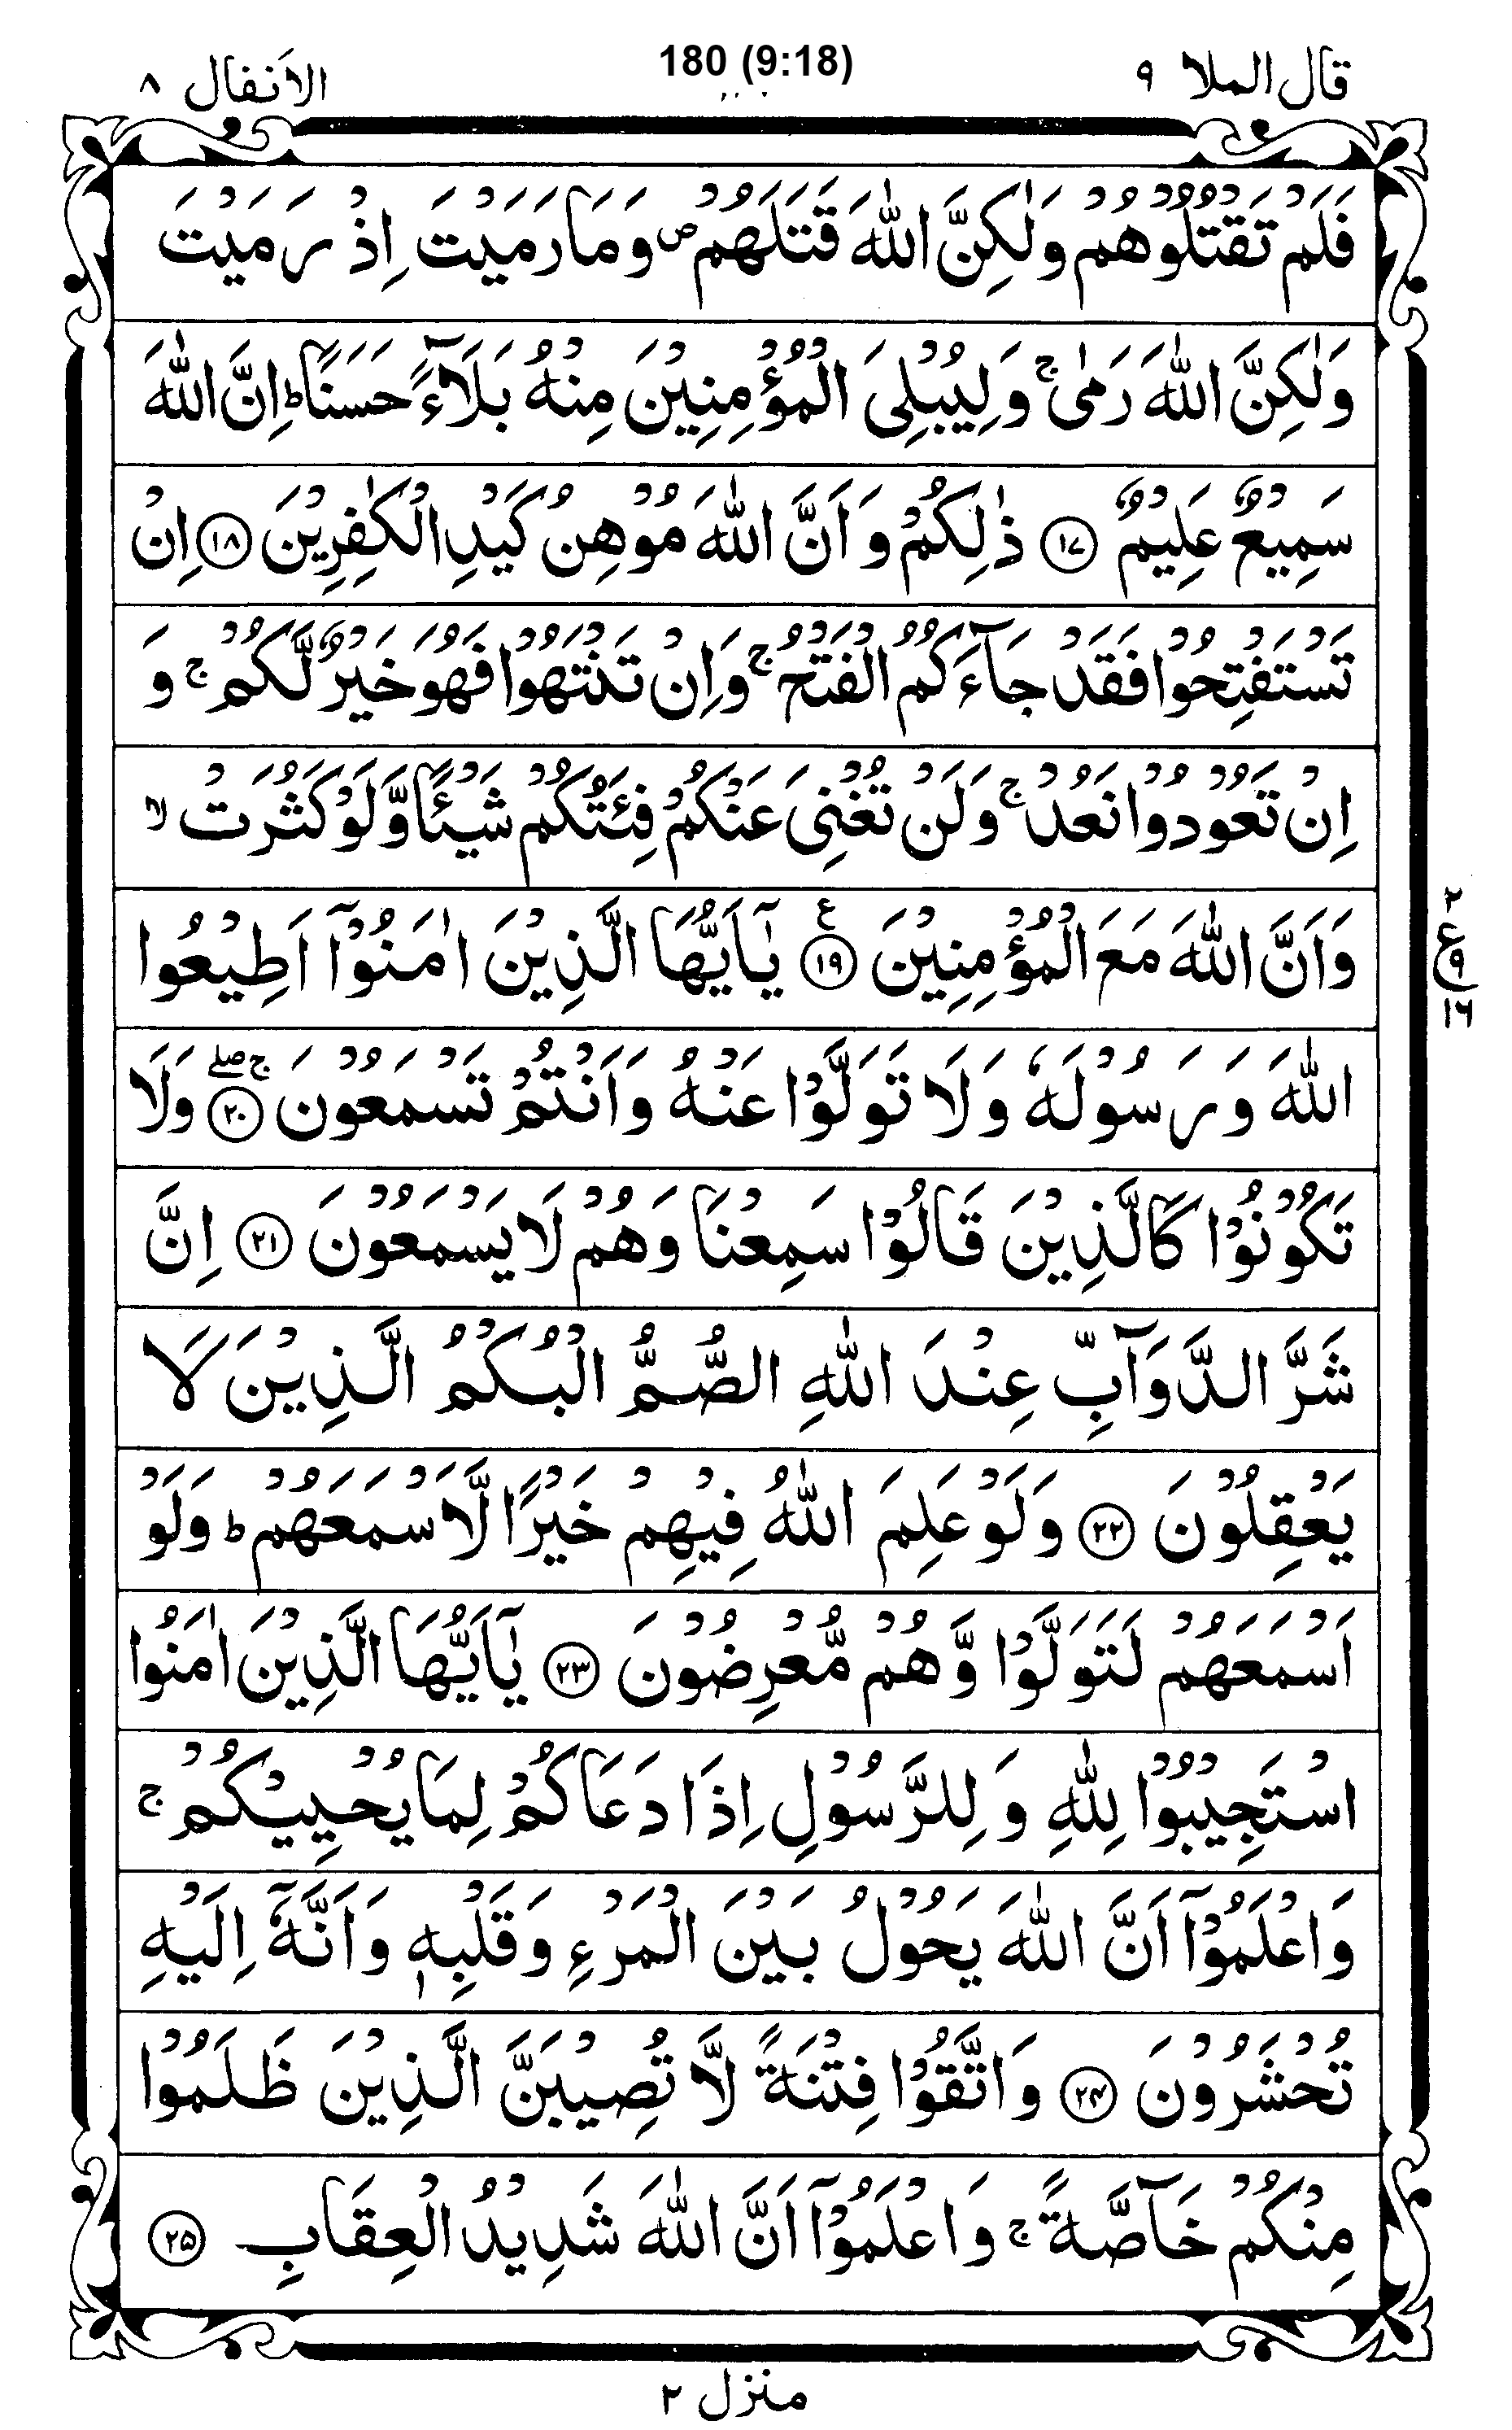 قال الملا ٩ 180 (9:18) الانفال ٨
فَلَمْ تَقْتُلُوْهُمْ وَلٰكِنَّ اللّٰهَ قَتَلَهُمْ ۪ وَمَا رَمَيْتَ اِذْ رَمَيْتَ
وَلٰكِنَّ اللّٰهَ رَمٰى ۚ وَلِيُبْلِىَ الْمُؤْمِنِيْنَ مِنْهُ بَلَآءً حَسَنًا ؕ اِنَّ اللّٰهَ
سَمِيْعٌ عَلِيْمٌ ﴿۱۷﴾ ذٰلِكُمْ وَاَنَّ اللّٰهَ مُوْهِنُ كَيْدِ الْكٰفِرِيْنَ ﴿۱۸﴾ اِنْ
تَسْتَفْتِحُوْا فَقَدْ جَآءَكُمُ الْفَتْحُ ۚ وَاِنْ تَنْتَهُوْا فَهُوَ خَيْرٌ لَّكُمْ ۚ وَ
اِنْ تَعُوْدُوْا نَعُدْ ۚ وَلَنْ تُغْنِىَ عَنْكُمْ فِئَتُكُمْ شَيْئًا وَّلَوْ كَثُرَتْ ۙ
وَاَنَّ اللّٰهَ مَعَ الْمُؤْمِنِيْنَ ﴿۱۹﴾ ع يٰۤاَيُّهَا الَّذِيْنَ اٰمَنُوْۤا اَطِيْعُوا
٢ ع ٩ ١٦
اللّٰهَ وَرَسُوْلَهٗ وَلَا تَوَلَّوْا عَنْهُ وَاَنْتُمْ تَسْمَعُوْنَ ۚۖ ﴿۲۰﴾ وَلَا
تَكُوْنُوْا كَالَّذِيْنَ قَالُوْا سَمِعْنَا وَهُمْ لَا يَسْمَعُوْنَ ﴿۲۱﴾ اِنَّ
شَرَّ الدَّوَآبِّ عِنْدَ اللّٰهِ الصُّمُّ الْبُكْمُ الَّذِيْنَ لَا
يَعْقِلُوْنَ ﴿۲۲﴾ وَلَوْ عَلِمَ اللّٰهُ فِيْهِمْ خَيْرًا لَّاَسْمَعَهُمْ ؕ وَلَوْ
اَسْمَعَهُمْ لَتَوَلَّوْا وَّهُمْ مُّعْرِضُوْنَ ﴿۲۳﴾ يٰۤاَيُّهَا الَّذِيْنَ اٰمَنُوا
اسْتَجِيْبُوْا لِلّٰهِ وَلِلرَّسُوْلِ اِذَا دَعَاكُمْ لِمَا يُحْيِيْكُمْ ۚ
وَاعْلَمُوْۤا اَنَّ اللّٰهَ يَحُوْلُ بَيْنَ الْمَرْءِ وَقَلْبِهٖ وَاَنَّهٗۤ اِلَيْهِ
تُحْشَرُوْنَ ﴿۲۴﴾ وَاتَّقُوْا فِتْنَةً لَّا تُصِيْبَنَّ الَّذِيْنَ ظَلَمُوْا
مِنْكُمْ خَآصَّةً ۚ وَاعْلَمُوْۤا اَنَّ اللّٰهَ شَدِيْدُ الْعِقَابِ ﴿۲۵﴾
منزل ٢